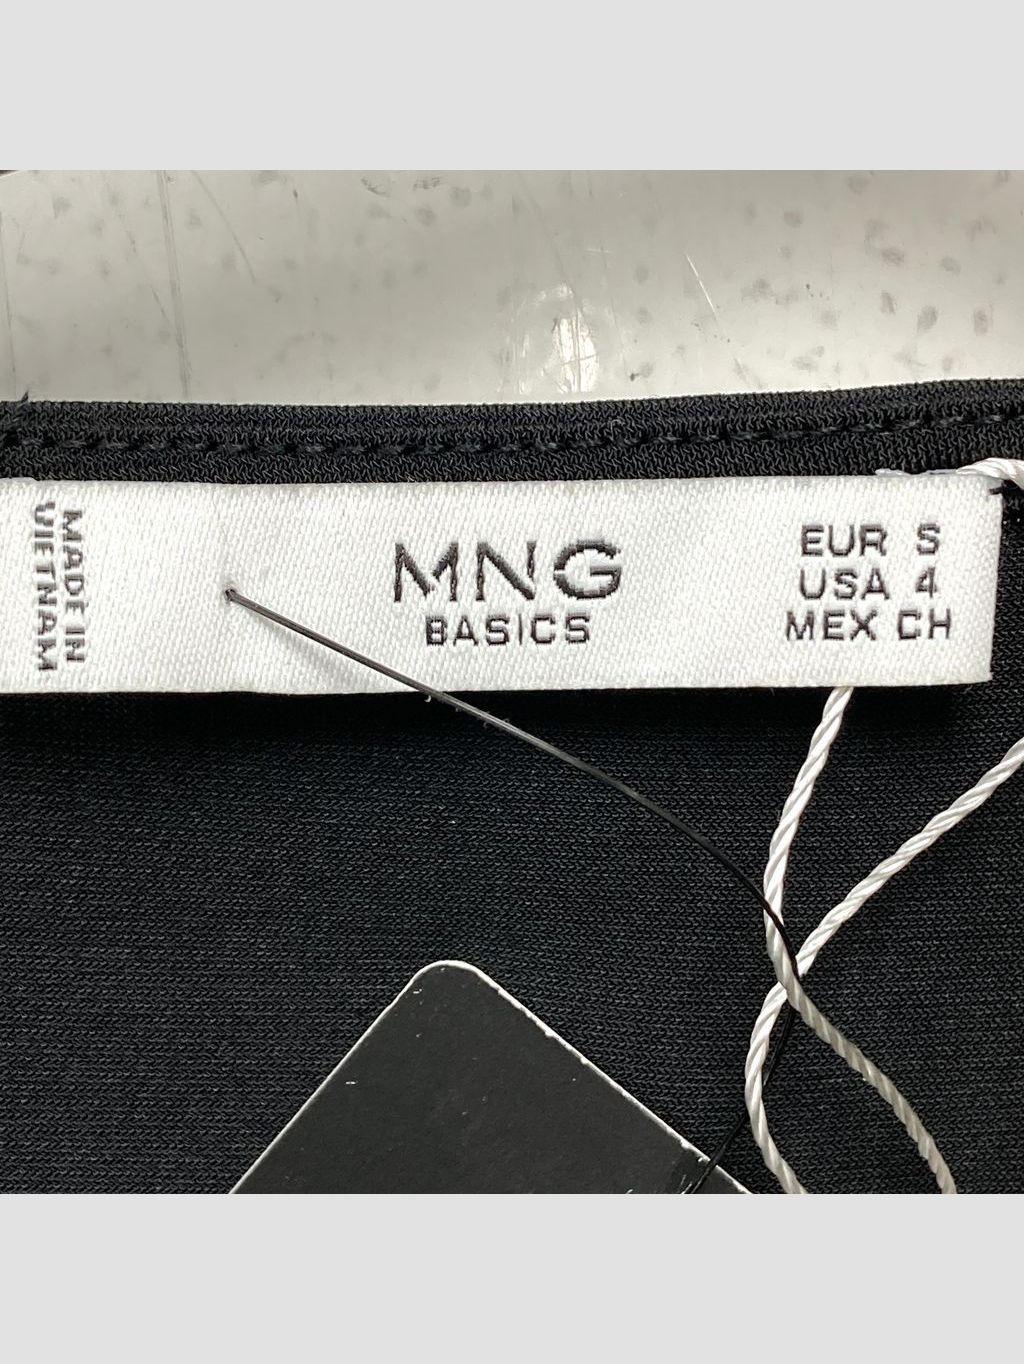 MADE IN
VIETNAM
MNG
BASICS
EUR S
USA 4
MEX CH